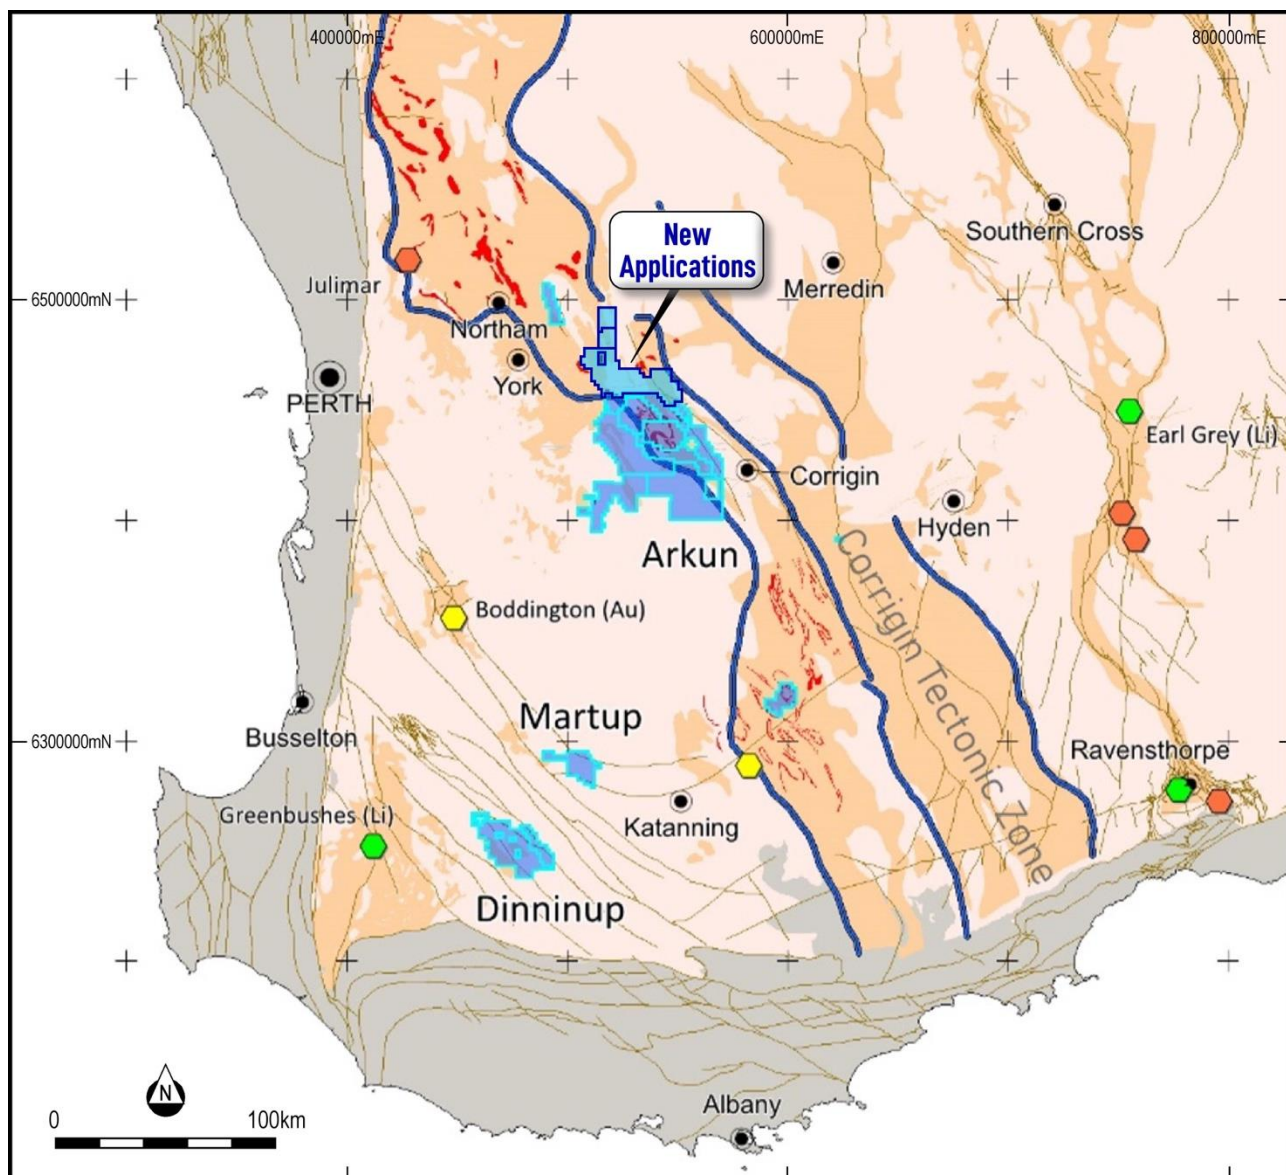 400000mE
600000mE
800000mE
New
Applications
Southern Cross
Merredin
Julimar
6500000mN
Northam
York
PERTH
Earl Grey (Li)
Corrigin
Hyden
Arkun
Corrigin Tectonic Zone
Boddington (Au)
Martup
Busselton
6300000mN
Ravensthorpe
Greenbushes (Li)
Katanning
Dinninup
N
0
100km
Albany